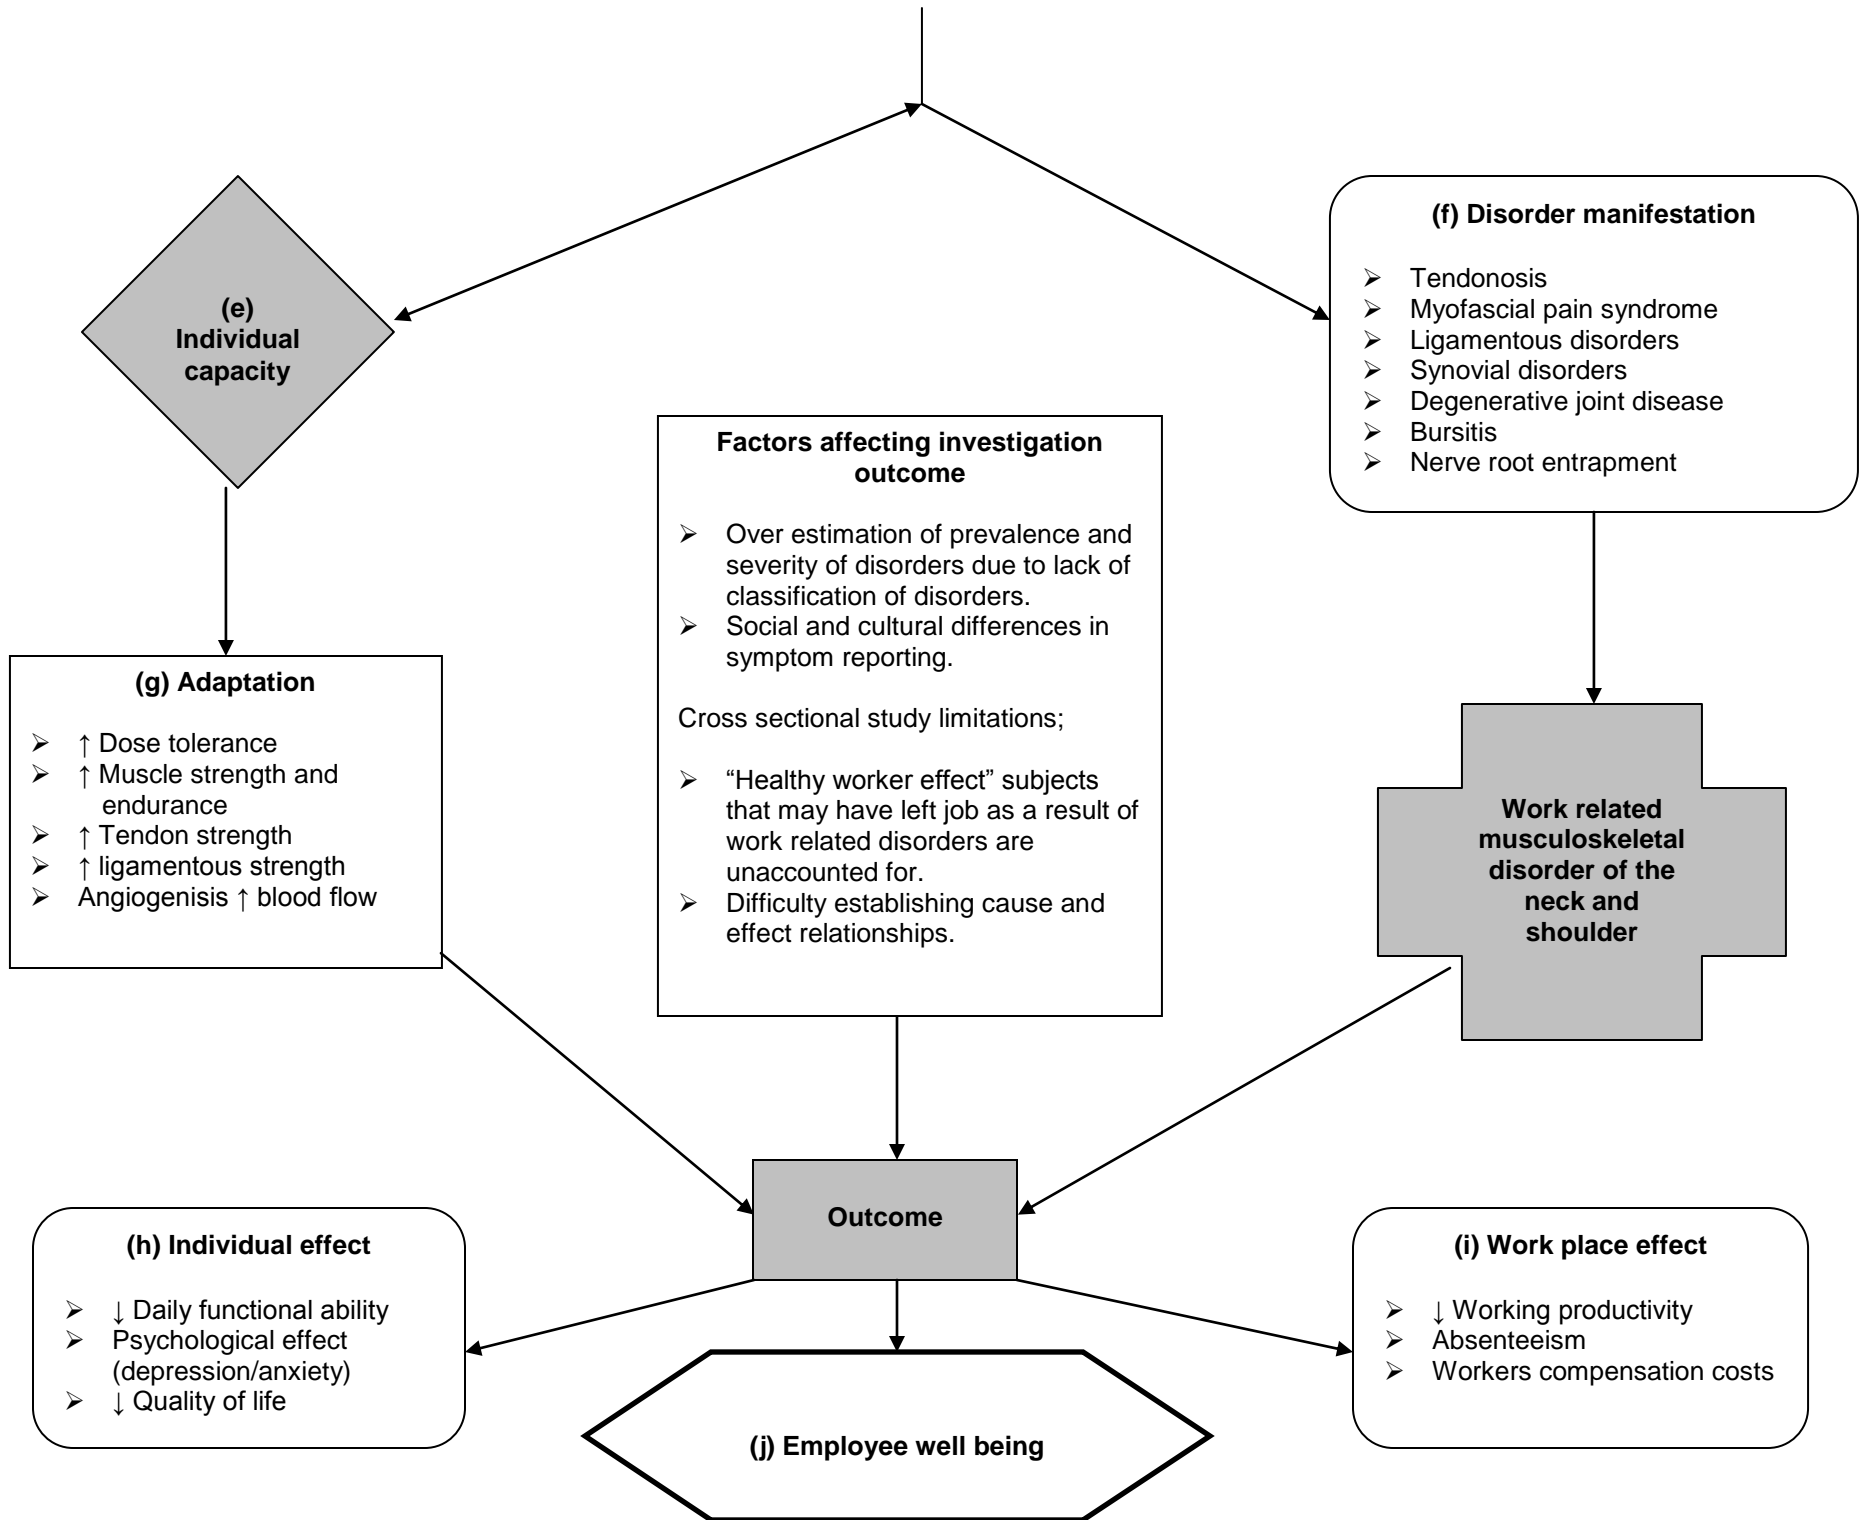 (e)
Individual
capacity
(f) Disorder manifestation
➢ Tendonosis
➢ Myofascial pain syndrome
➢ Ligamentous disorders
➢ Synovial disorders
➢ Degenerative joint disease
➢ Bursitis
➢ Nerve root entrapment
Factors affecting investigation
outcome
➢ Over estimation of prevalence and
severity of disorders due to lack of
classification of disorders.
➢ Social and cultural differences in
symptom reporting.
Cross sectional study limitations;
➢ “Healthy worker effect” subjects
that may have left job as a result of
work related disorders are
unaccounted for.
➢ Difficulty establishing cause and
effect relationships.
(g) Adaptation
➢ ↑ Dose tolerance
➢ ↑ Muscle strength and
endurance
➢ ↑ Tendon strength
➢ ↑ ligamentous strength
➢ Angiogenisis ↑ blood flow
Work related
musculoskeletal
disorder of the
neck and
shoulder
Outcome
(h) Individual effect
➢ ↓ Daily functional ability
➢ Psychological effect
(depression/anxiety)
➢ ↓ Quality of life
(i) Work place effect
➢ ↓ Working productivity
➢ Absenteeism
➢ Workers compensation costs
(j) Employee well being